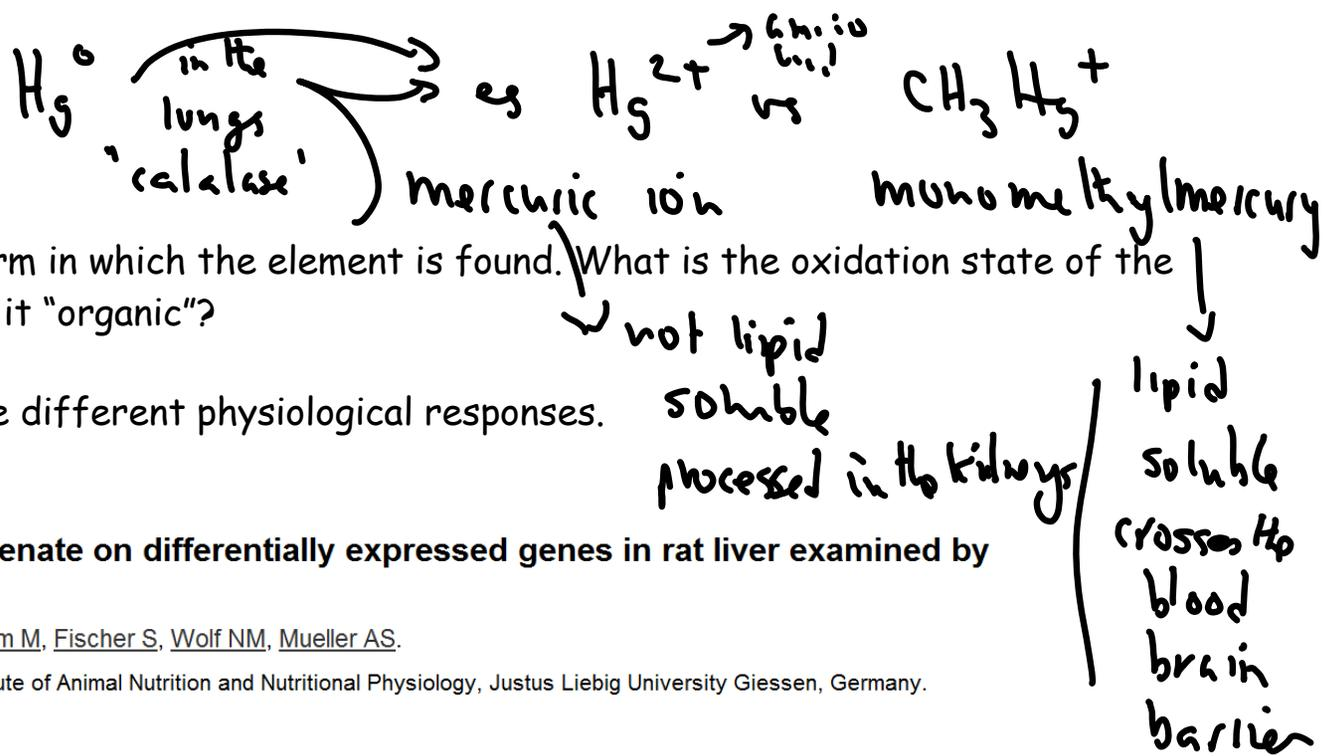 Hg⁰ in the lungs "catalase"
eg Hg²⁺ vs CH₃Hg⁺
mercuric ion
monomethylmercury
rm in which the element is found. What is the oxidation state of the
it “organic”?
not lipid
soluble
processed in the kidneys
lipid
soluble
crosses the
blood
brain
barrier
e different physiological responses.
enate on differentially expressed genes in rat liver examined by
m M, Fischer S, Wolf NM, Mueller AS.
ute of Animal Nutrition and Nutritional Physiology, Justus Liebig University Giessen, Germany.